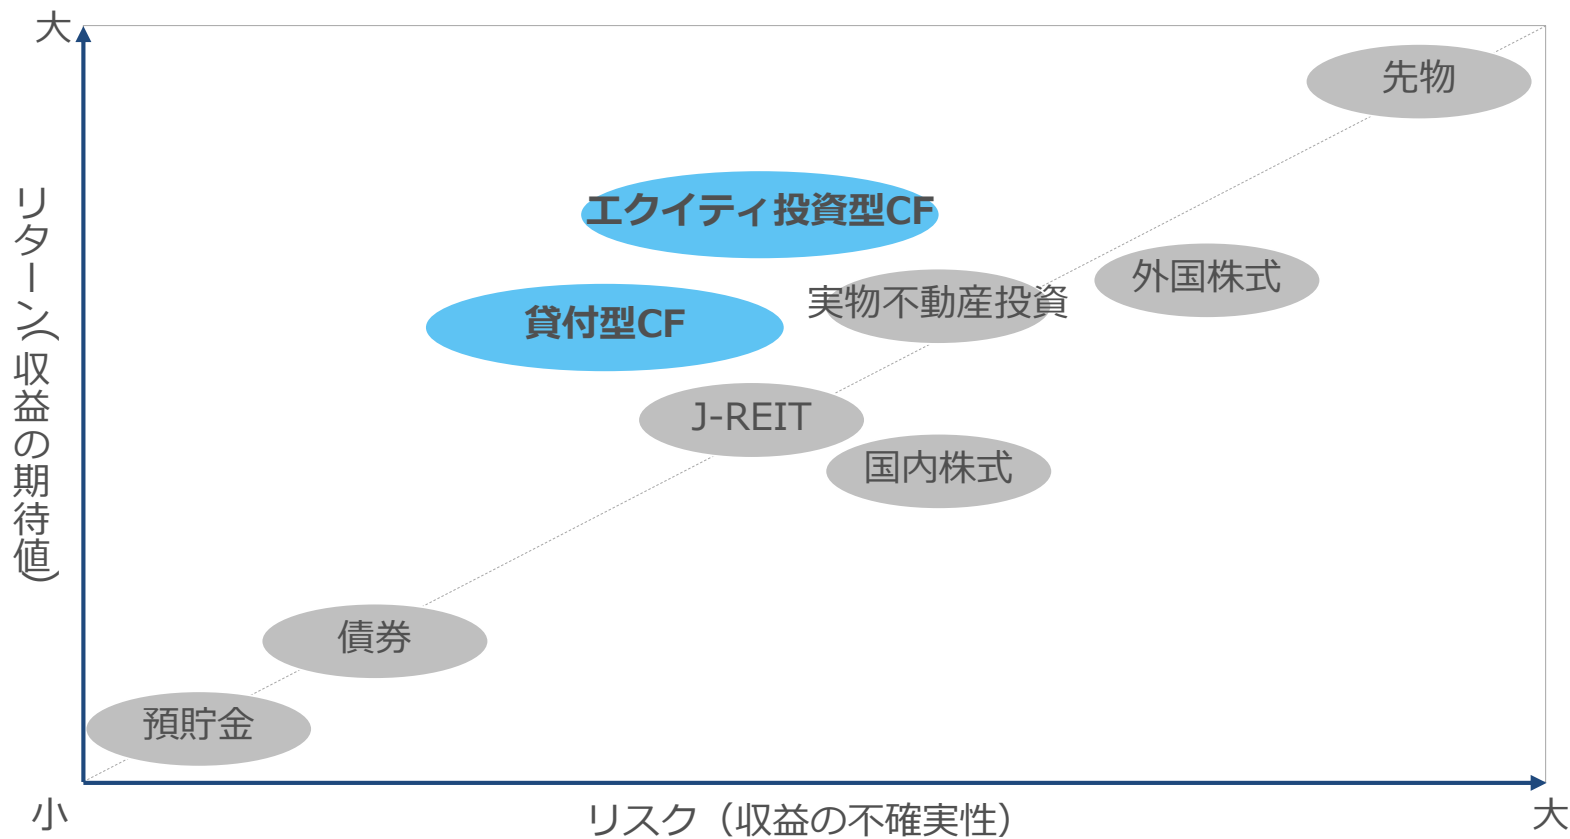 大
先物
リターン（収益の期待値）
エクイティ投資型CF
外国株式
実物不動産投資
貸付型CF
J-REIT
国内株式
債券
預貯金
小
リスク（収益の不確実性）
大